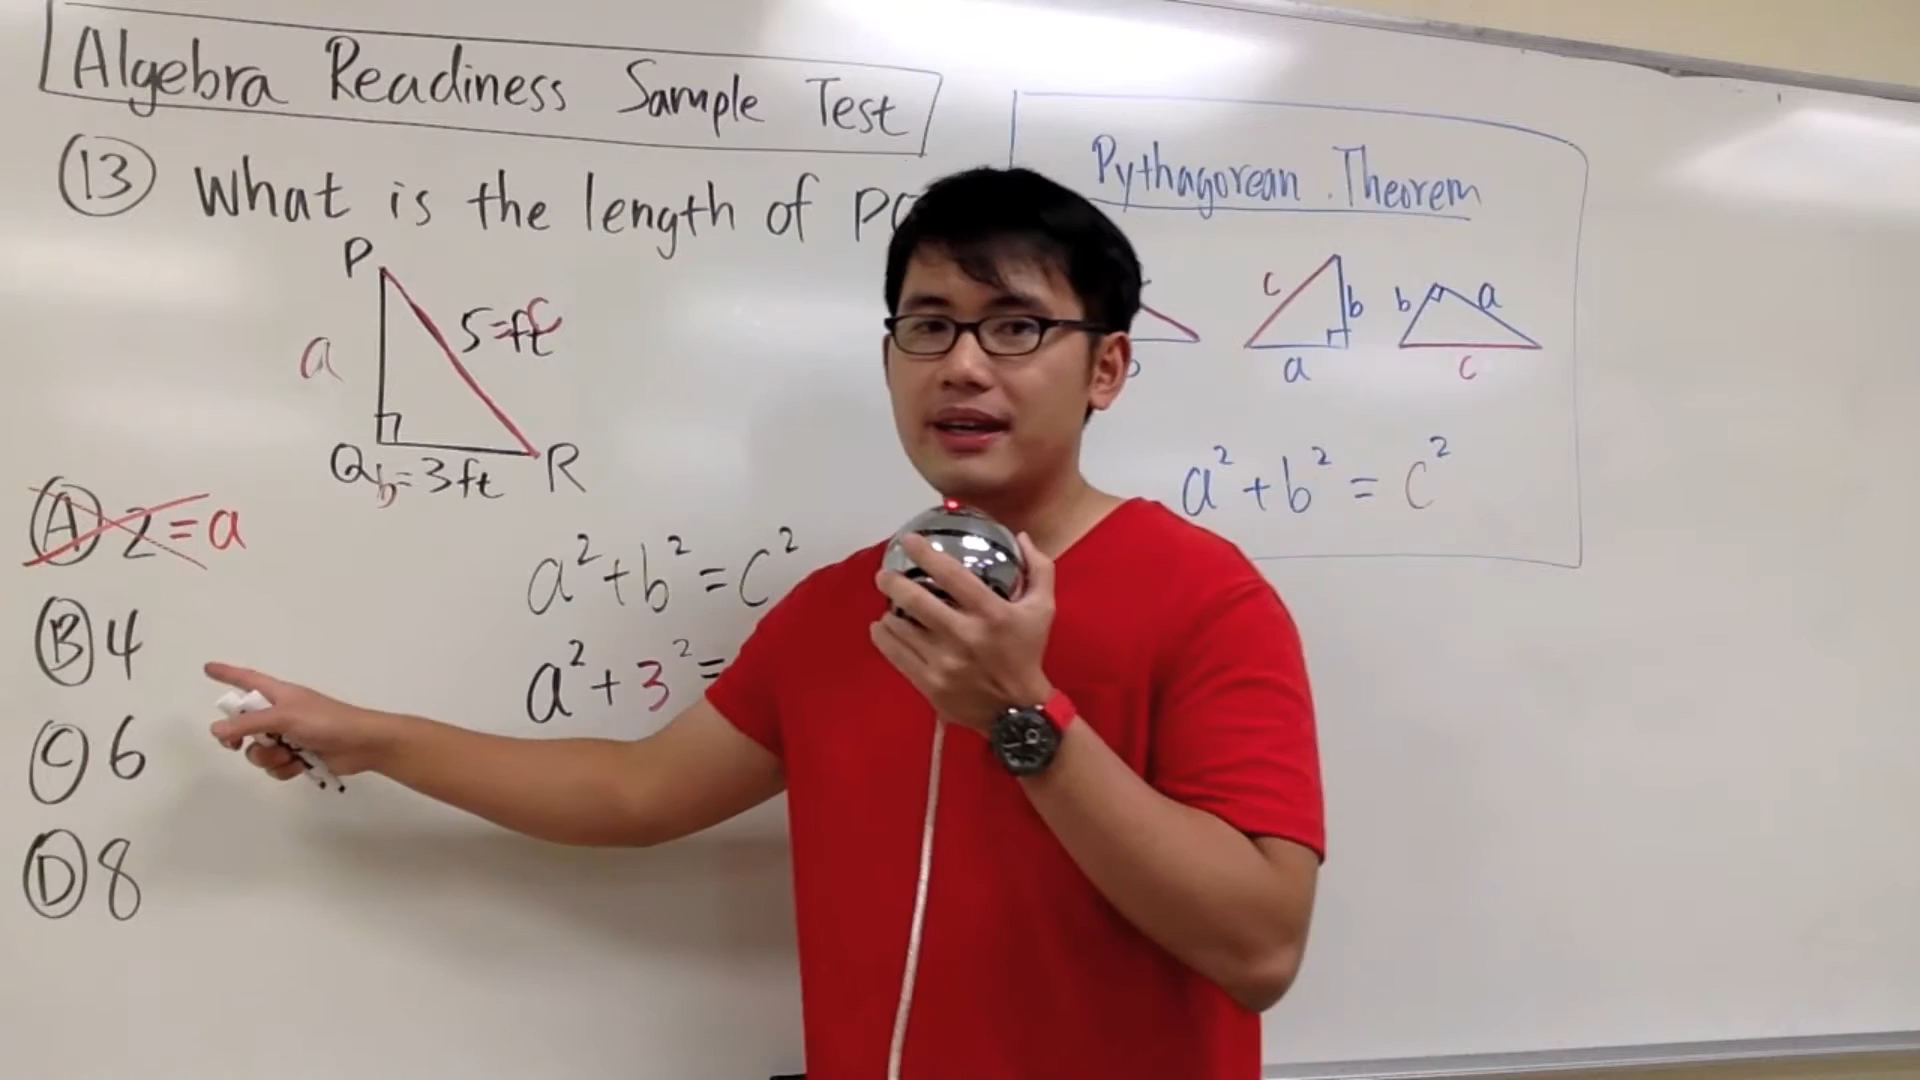 Algebra Readiness Sample Test
13 What is the length of
P
a
5=ft c
Q
b=3ft
R
A 2=a
B 4
C 6
D 8
a²+b²=c²
a²+3²=
Pythagorean Theorem
c b a
b a c
a²+b²=c²